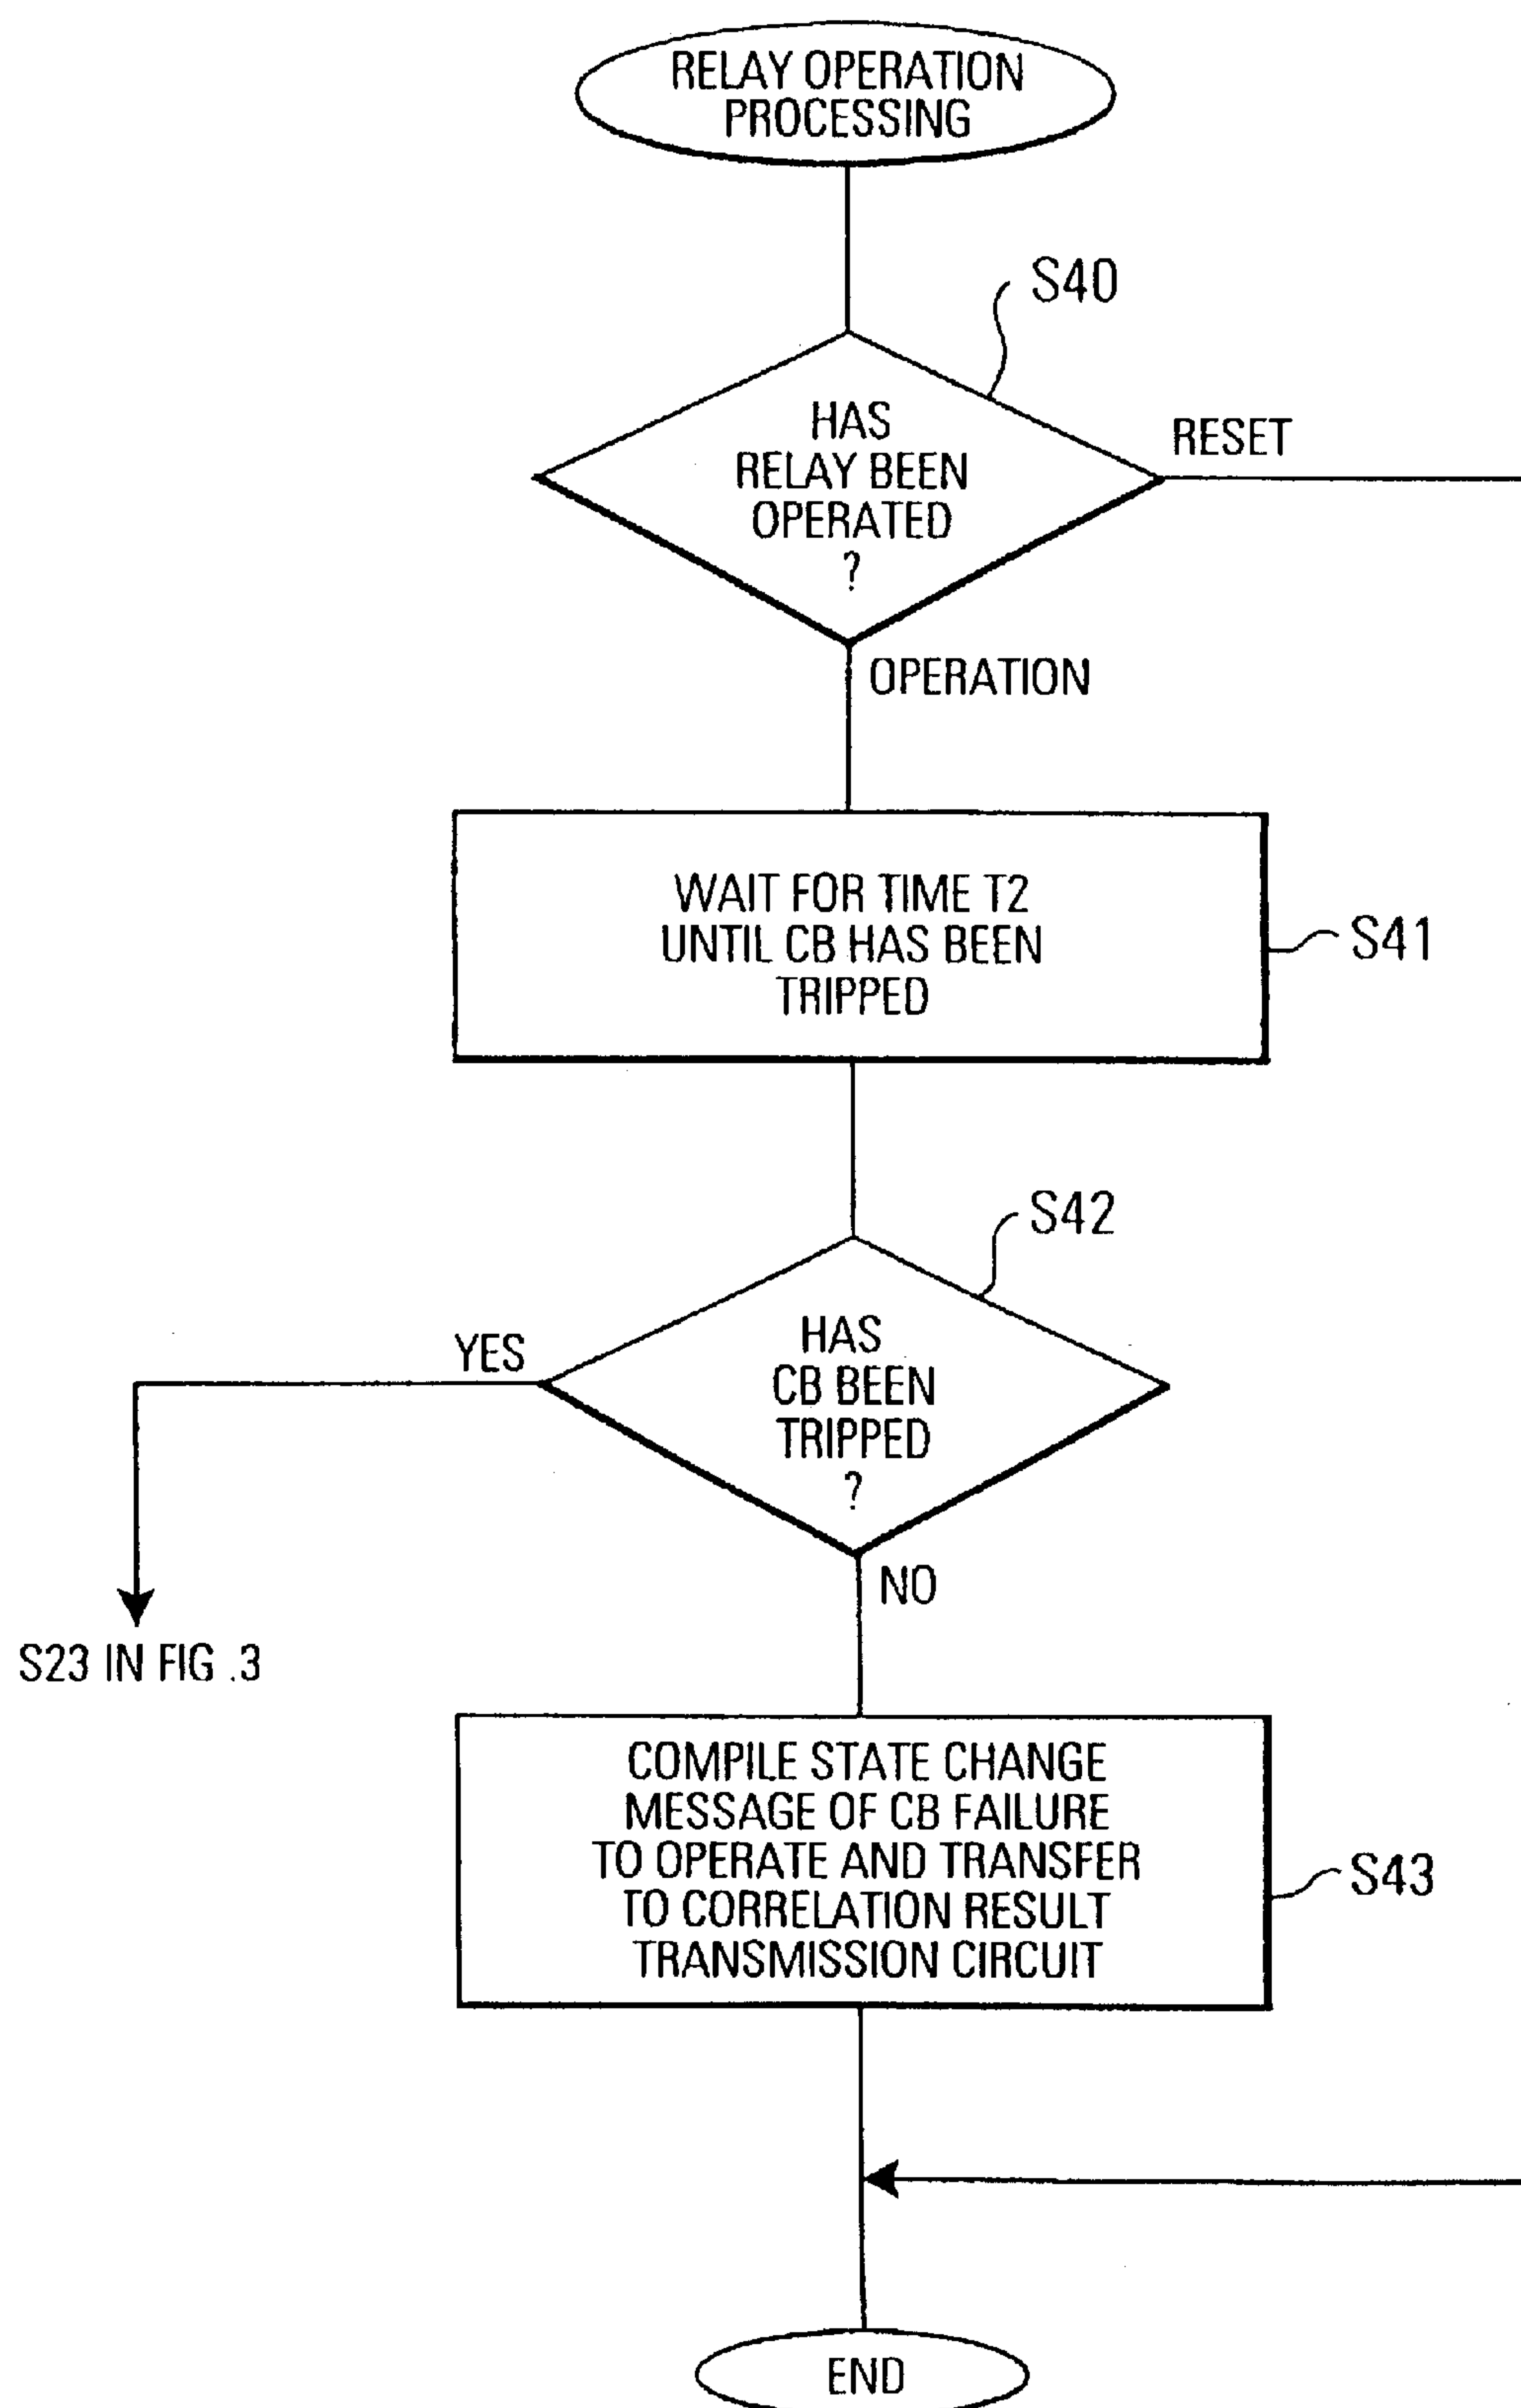 RELAY OPERATION
PROCESSING
S40
HAS
RELAY BEEN
OPERATED
?
RESET
OPERATION
WAIT FOR TIME T2
UNTIL CB HAS BEEN
TRIPPED
S41
S42
HAS
CB BEEN
TRIPPED
?
YES
NO
S23 IN FIG .3
COMPILE STATE CHANGE
MESSAGE OF CB FAILURE
TO OPERATE AND TRANSFER
TO CORRELATION RESULT
TRANSMISSION CIRCUIT
S43
END